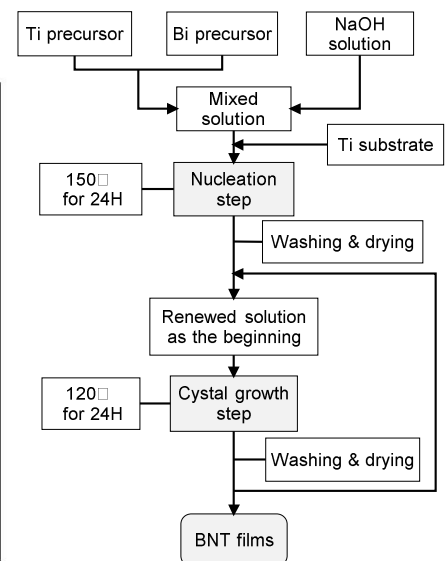 Ti precursor
Bi precursor
NaOH
solution
Mixed
solution
Ti substrate
150□
for 24H
Nucleation
step
Washing & drying
Renewed solution
as the beginning
120□
for 24H
Cystal growth
step
Washing & drying
BNT films